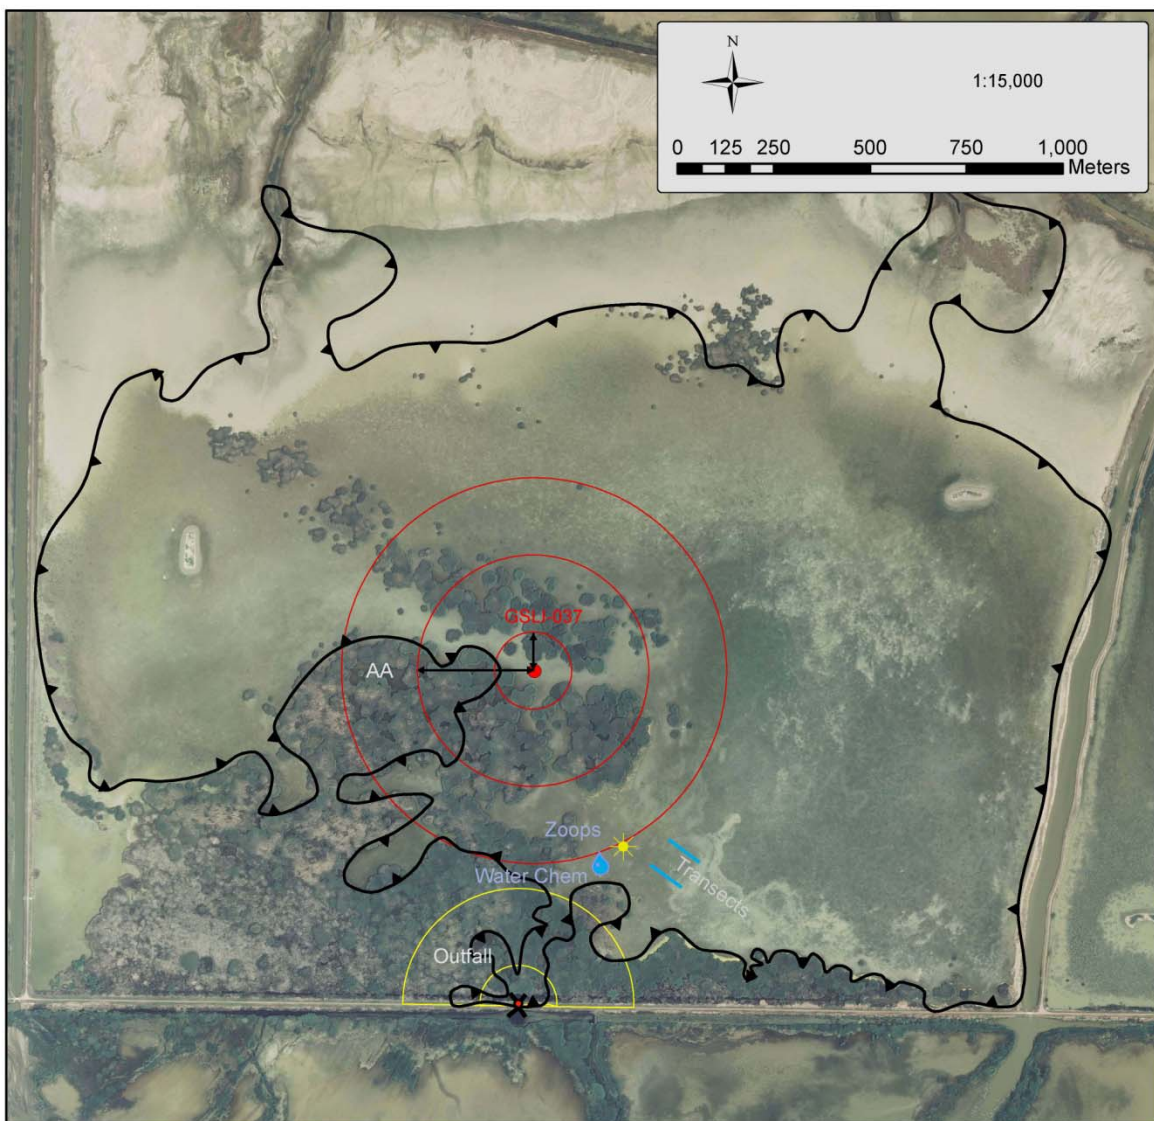 N
1:15,000
0 125 250 500 750 1,000
Meters
GSLI-037
AA
Zoops
Water Chem
Transects
Outfall